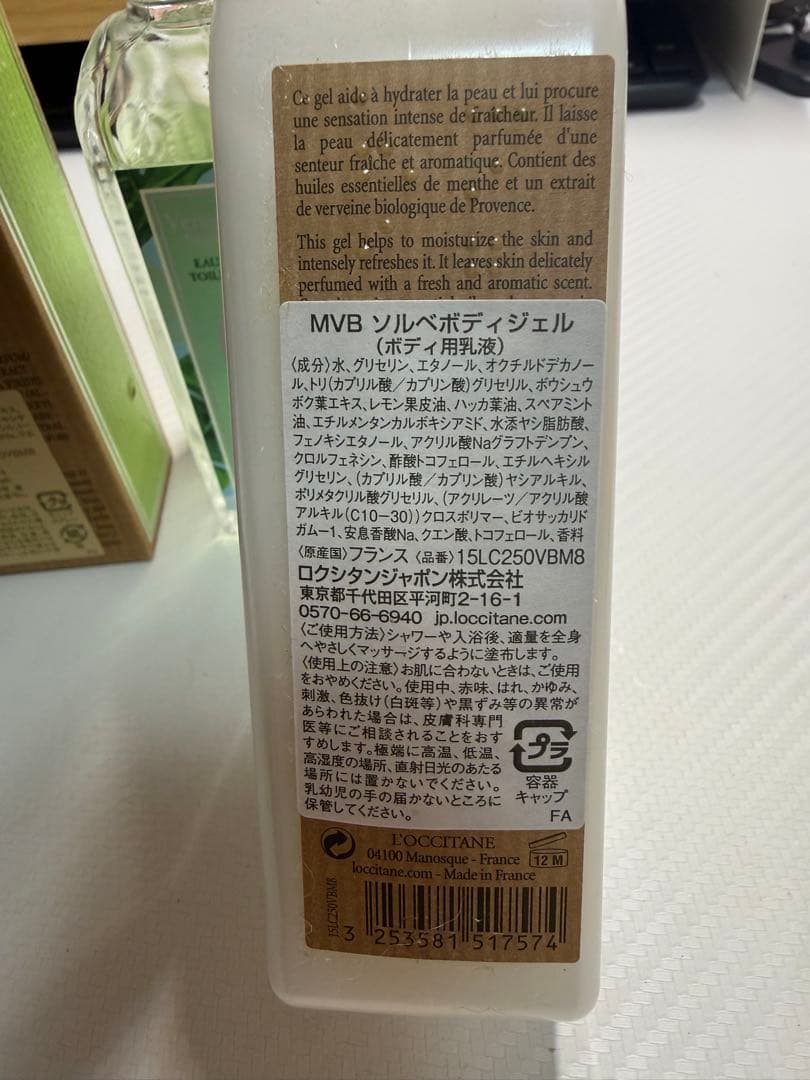 Ce gel aide à hydrater la peau et lui procure
une sensation intense de fraîcheur. Il laisse
la peau délicatement parfumée d'une
senteur fraîche et aromatique. Contient des
huiles essentielles de menthe et un extrait
de verveine biologique de Provence.
This gel helps to moisturize the skin and
intensely refreshes it. It leaves skin delicately
perfumed with a fresh and aromatic scent.
MVB ソルベボディジェル
(ボディ用乳液)
〈成分〉水、グリセリン、エタノール、オクチルドデカノー
ル、トリ(カプリル酸/カプリン酸)グリセリル、ボウシュウ
ボク葉エキス、レモン果皮油、ハッカ葉油、スペアミント
油、エチルメンタンカルボキシアミド、水添ヤシ脂肪酸、
フェノキシエタノール、アクリル酸Naグラフトデンプン、
クロルフェネシン、酢酸トコフェロール、エチルヘキシル
グリセリン、(カプリル酸/カプリン酸)ヤシアルキル、
ポリメタクリル酸グリセリル、(アクリレーツ/アクリル酸
アルキル(C10-30))クロスポリマー、ビオサッカリド
ガム-1、安息香酸Na、クエン酸、トコフェロール、香料
〈原産国〉フランス 〈品番〉15LC250VBM8
ロクシタンジャポン株式会社
東京都千代田区平河町2-16-1
0570-66-6940 jp.loccitane.com
〈ご使用方法〉シャワーや入浴後、適量を全身
へやさしくマッサージするように塗布します。
〈使用上の注意〉お肌に合わないときは、ご使用
をおやめください。使用中、赤味、はれ、かゆみ、
刺激、色抜け(白斑等)や黒ずみ等の異常が
あらわれた場合は、皮膚科専門
医等にご相談されることをおす
すめします。極端に高温、低温、
高湿度の場所、直射日光のあたる
場所には置かないでください。
乳幼児の手の届かないところに
保管してください。
プラ
容器
キャップ
FA
L'OCCITANE
04100 Manosque - France
12 M
loccitane.com - Made in France
15LC250VBM8
3 253581 517574
EAU